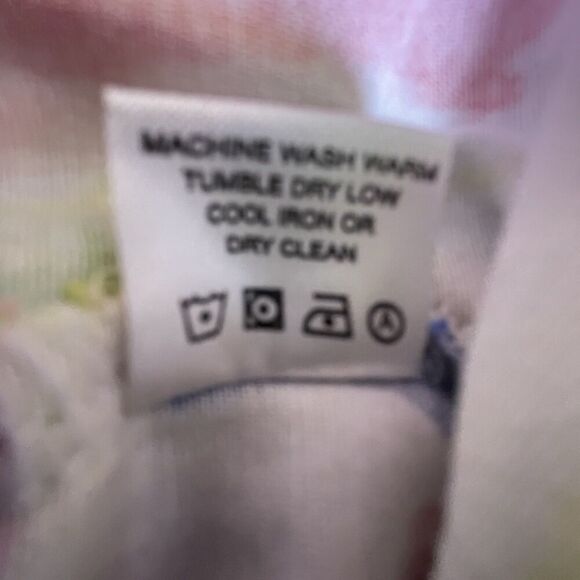 MACHINE WASH WARM
TUMBLE DRY LOW
COOL IRON OR
DRY CLEAN